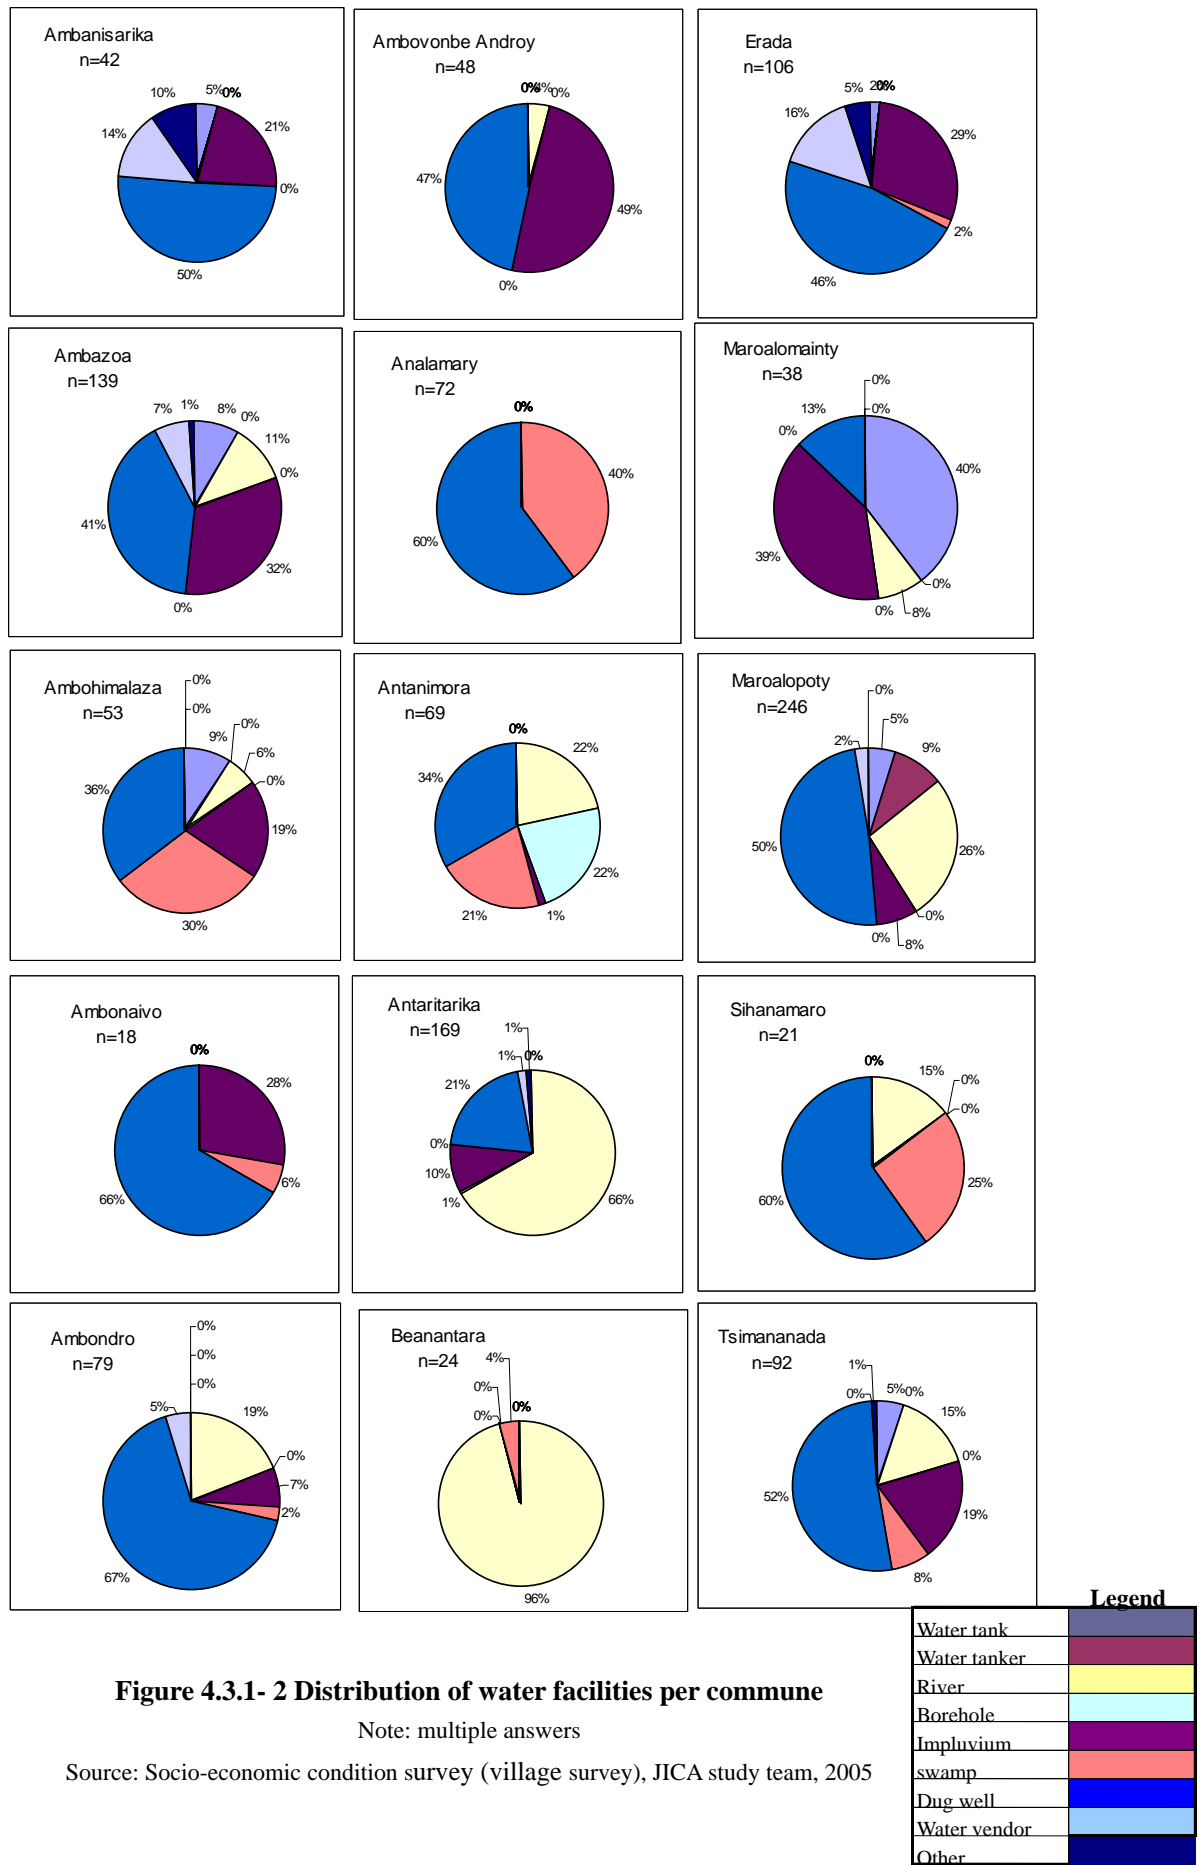 Ambanisarika
n=42
10%
5%
0%
14%
21%
0%
50%
Ambovonbe Androy
n=48
0%
4%
0%
47%
49%
0%
Erada
n=106
5%
2%
0%
16%
29%
2%
46%
Ambazoa
n=139
7%
1%
8%
0%
11%
0%
41%
32%
0%
Analamary
n=72
0%
40%
60%
Maroalomainty
n=38
0%
13%
0%
0%
40%
39%
0%
0%
8%
Ambohimalaza
n=53
0%
0%
9%
0%
6%
0%
36%
19%
30%
Antanimora
n=69
0%
22%
34%
22%
21%
1%
Maroalopoty
n=246
0%
5%
2%
9%
50%
26%
0%
0%
8%
Ambonaivo
n=18
0%
28%
66%
6%
Antaritarika
n=169
1%
1%
0%
21%
0%
10%
1%
66%
Sihanamaro
n=21
0%
15%
0%
0%
60%
25%
Ambondro
n=79
0%
0%
0%
5%
19%
0%
7%
2%
67%
Beanantara
n=24
4%
0%
0%
0%
96%
Tsimananada
n=92
1%
0%
5%
0%
15%
0%
52%
19%
8%
Legend
Water tank
Water tanker
River
Borehole
Impluvium
swamp
Dug well
Water vendor
Other
Figure 4.3.1- 2 Distribution of water facilities per commune
Note: multiple answers
Source: Socio-economic condition survey (village survey), JICA study team, 2005